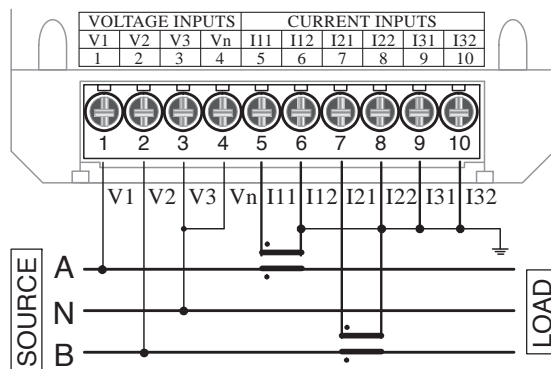 VOLTAGE INPUTS CURRENT INPUTS
V1 V2 V3 Vn I11 I12 I21 I22 I31 I32
1 2 3 4 5 6 7 8 9 10
1 2 3 4 5 6 7 8 9 10
V1 V2 V3 Vn I11 I12 I21 I22 I31 I32
SOURCE
A
N
B
LOAD